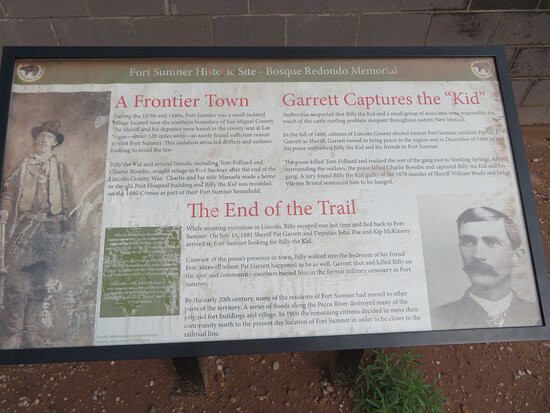 Fort Sumner Historic Site - Bosque Redondo Memorial
A Frontier Town
During the 1870s and 1880s, Fort Sumner was a small isolated
village located near the southern boundary of San Miguel County.
The Sheriff and his deputies were based in the county seat at Las
Vegas—about 120 miles away—so rarely found sufficient reason
to visit Fort Sumner. This isolation attracted drifters and outlaws
looking to avoid the law.
Billy the Kid and several friends, including Tom Folliard and
Charlie Bowdre, sought refuge in Fort Sumner after the end of the
Lincoln County War. Charlie and his wife Manuela made a home
in the old Post Hospital building and Billy the Kid was recorded
on the 1880 Census as part of their Fort Sumner household.
Garrett Captures the "Kid"
Authorities suspected that Billy the Kid and a small group of associates were responsible for
much of the cattle rustling problem rampant throughout eastern New Mexico.
In the fall of 1880, citizens of Lincoln County elected former Fort Sumner resident Pat
Garrett as Sheriff. Garrett vowed to bring peace to the region and in December of 1880
his posse ambushed Billy the Kid and his friends in Fort Sumner.
The posse killed Tom Folliard and tracked the rest of the gang east to Stinking Springs. After
surrounding the outlaws, the posse killed Charlie Bowdre and captured Billy the Kid and his
gang. A jury found Billy the Kid guilty of the 1878 murder of Sheriff William Brady and Judge
Warren Bristol sentenced him to be hanged.
The End of the Trail
While awaiting execution in Lincoln, Billy escaped one last time and fled back to Fort
Sumner. On July 14, 1881 Sheriff Pat Garrett and Deputies John Poe and Kip McKinney
arrived in Fort Sumner looking for Billy the Kid.
Unaware of the posse's presence in town, Billy walked into the bedroom of his friend
Pete Maxwell where Pat Garrett happened to be as well. Garrett shot and killed Billy on
the spot and community members buried him in the former military cemetery in Fort
Sumner.
By the early 20th century, many of the residents of Fort Sumner had moved to other
parts of the territory. A series of floods along the Pecos River destroyed many of the
original fort buildings and village. In 1906 the remaining citizens decided to move their
community north to the present day location of Fort Sumner in order to be closer to the
railroad line.